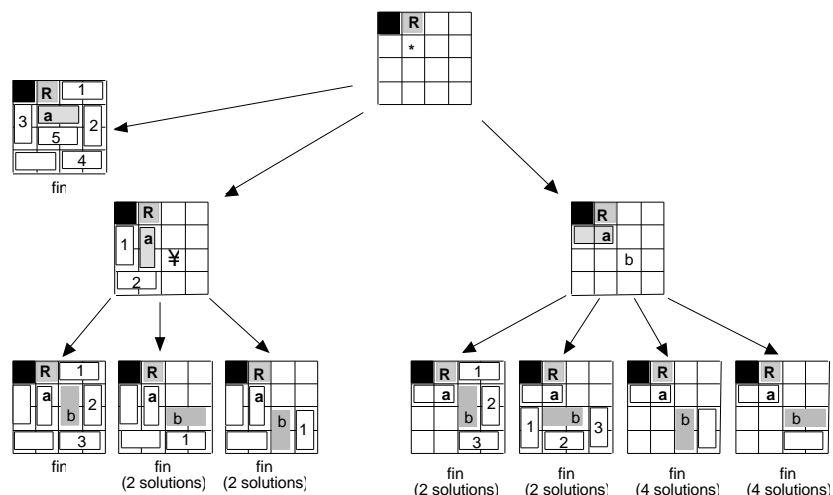 R
*
R 1
a
3 2
5
4
fin
R
a
1
¥
2
R
a
b
R 1
a
b 2
3
fin
R
a
b
1
fin
(2 solutions)
R
a
b 1
fin
(2 solutions)
R 1
a
2
b
3
fin
(2 solutions)
R
a
1 b 3
2
fin
(2 solutions)
R
a
b
fin
(4 solutions)
R
a
b
fin
(4 solutions)